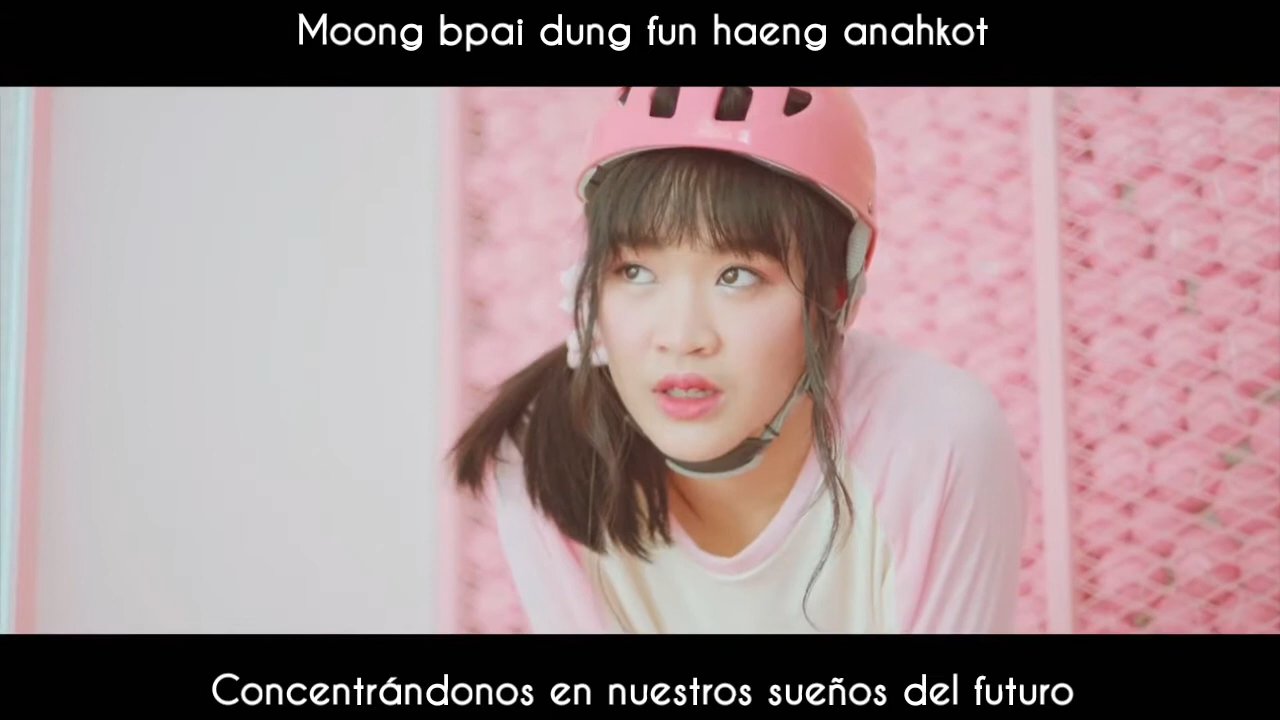 Moong bpai dung fun haeng anahkot
Concentrándonos en nuestros sueños del futuro